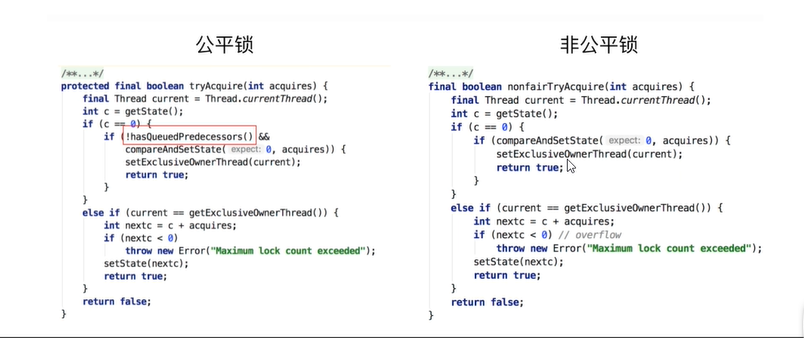 公平锁
/**...*/
protected final boolean tryAcquire(int acquires) {
final Thread current = Thread.currentThread();
int c = getState();
if (c == 0) {
if (!hasQueuedPredecessors() &&
compareAndSetState( expect: 0, acquires)) {
setExclusiveOwnerThread(current);
return true;
}
}
else if (current == getExclusiveOwnerThread()) {
int nextc = c + acquires;
if (nextc < 0)
throw new Error("Maximum lock count exceeded");
setState(nextc);
return true;
}
return false;
}
非公平锁
/**...*/
final boolean nonfairTryAcquire(int acquires) {
final Thread current = Thread.currentThread();
int c = getState();
if (c == 0) {
if (compareAndSetState( expect: 0, acquires)) {
setExclusiveOwnerThread(current);
return true;
}
}
else if (current == getExclusiveOwnerThread()) {
int nextc = c + acquires;
if (nextc < 0) // overflow
throw new Error("Maximum lock count exceeded");
setState(nextc);
return true;
}
return false;
}